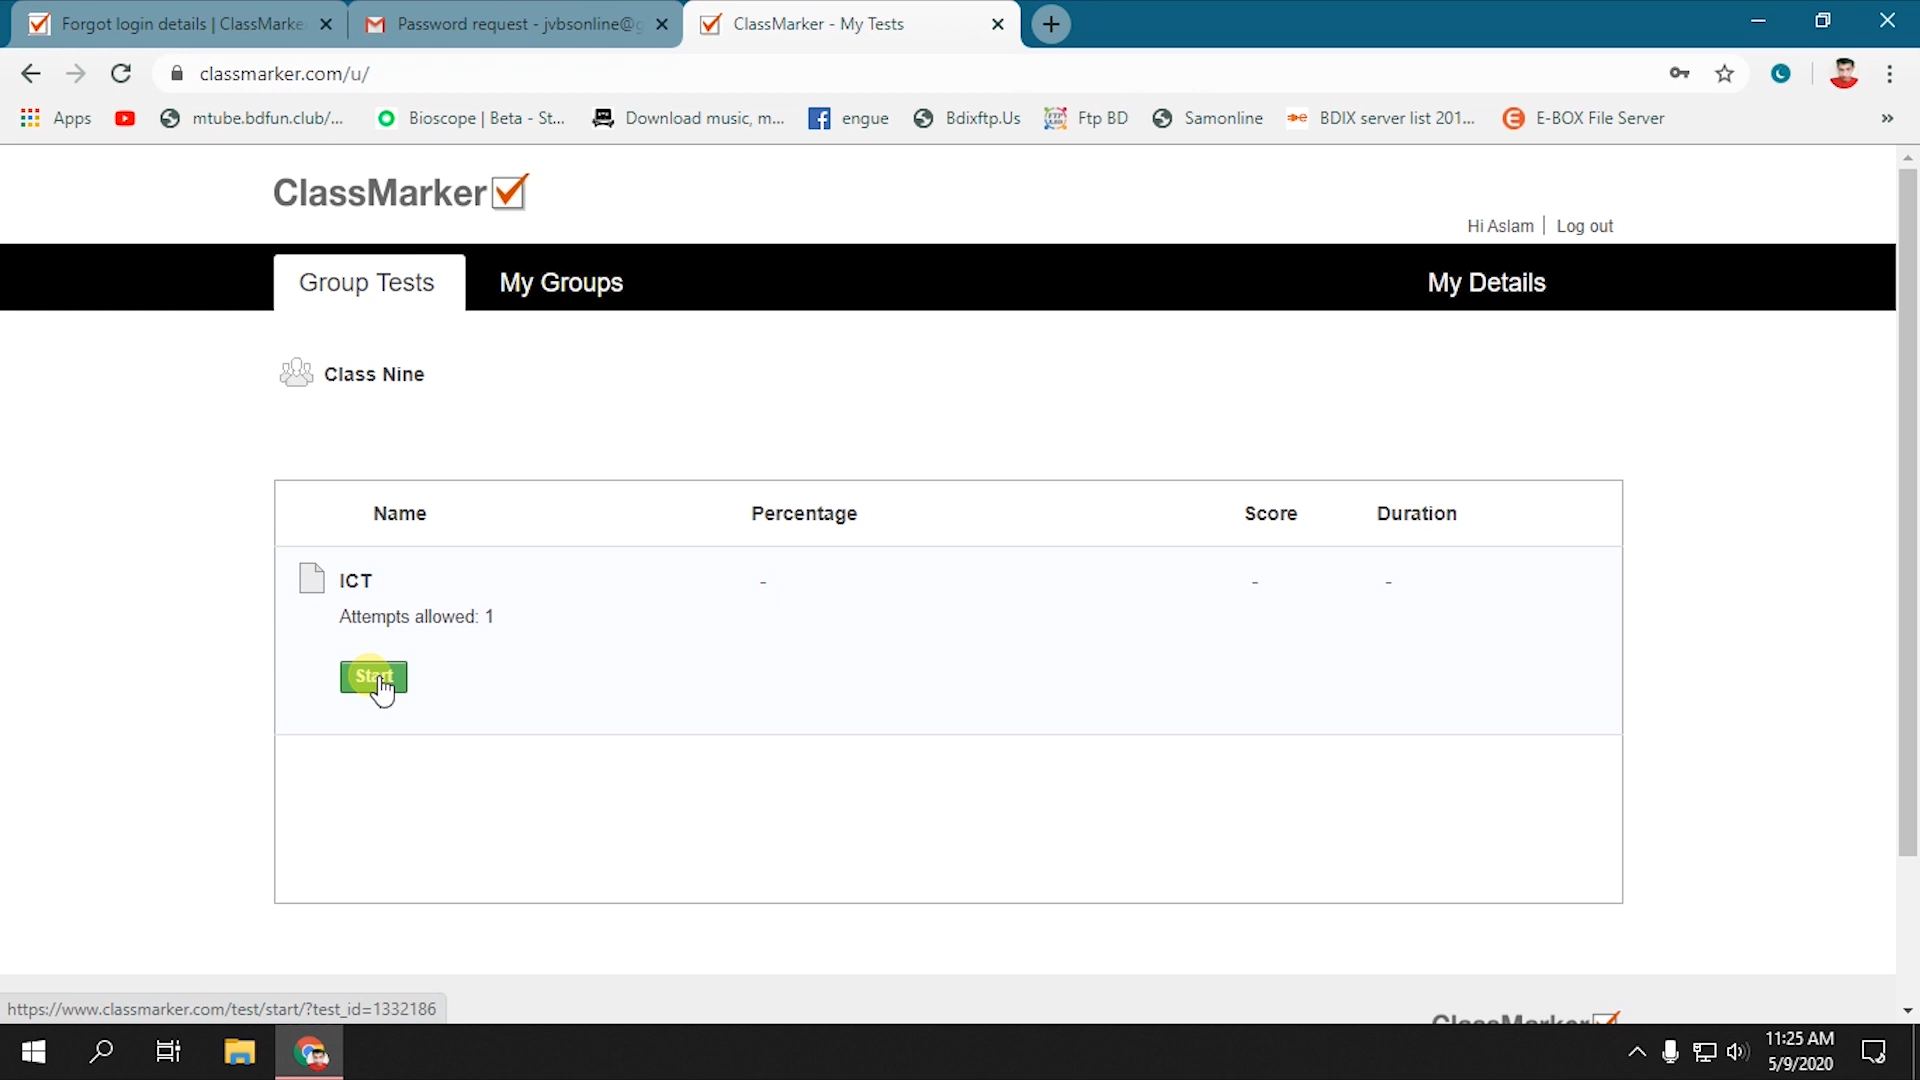 Forgot login details | ClassMarke
Password request - jvbsonline@g
ClassMarker - My Tests
classmarker.com/u/
Apps
mtube.bdfun.club/...
Bioscope | Beta - St...
Download music, m...
engue
Bdixftp.Us
Ftp BD
Samonline
BDIX server list 201...
E-BOX File Server
»
ClassMarker
Hi Aslam | Log out
Group Tests
My Groups
My Details
Class Nine
Name
Percentage
Score
Duration
ICT
-
-
-
Attempts allowed: 1
Start
https://www.classmarker.com/test/start/?test_id=1332186
ClassMarker
11:25 AM
5/9/2020